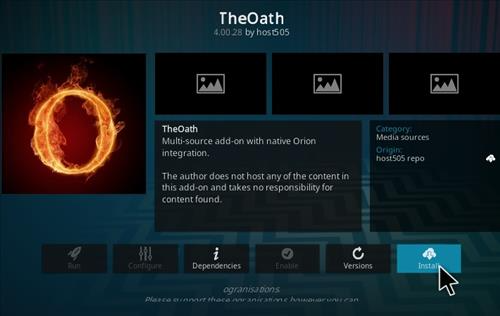 TheOath
4.00.28 by host505
TheOath
Multi-source add-on with native Orion
integration.
The author does not host any of the content in
this add-on and takes no responsibility for
content found.
Category:
Media sources
Origin:
host505 repo
Run
Configure
Dependencies
Enable
Versions
Install
ogranisations.
Please support these ogranisations however you can